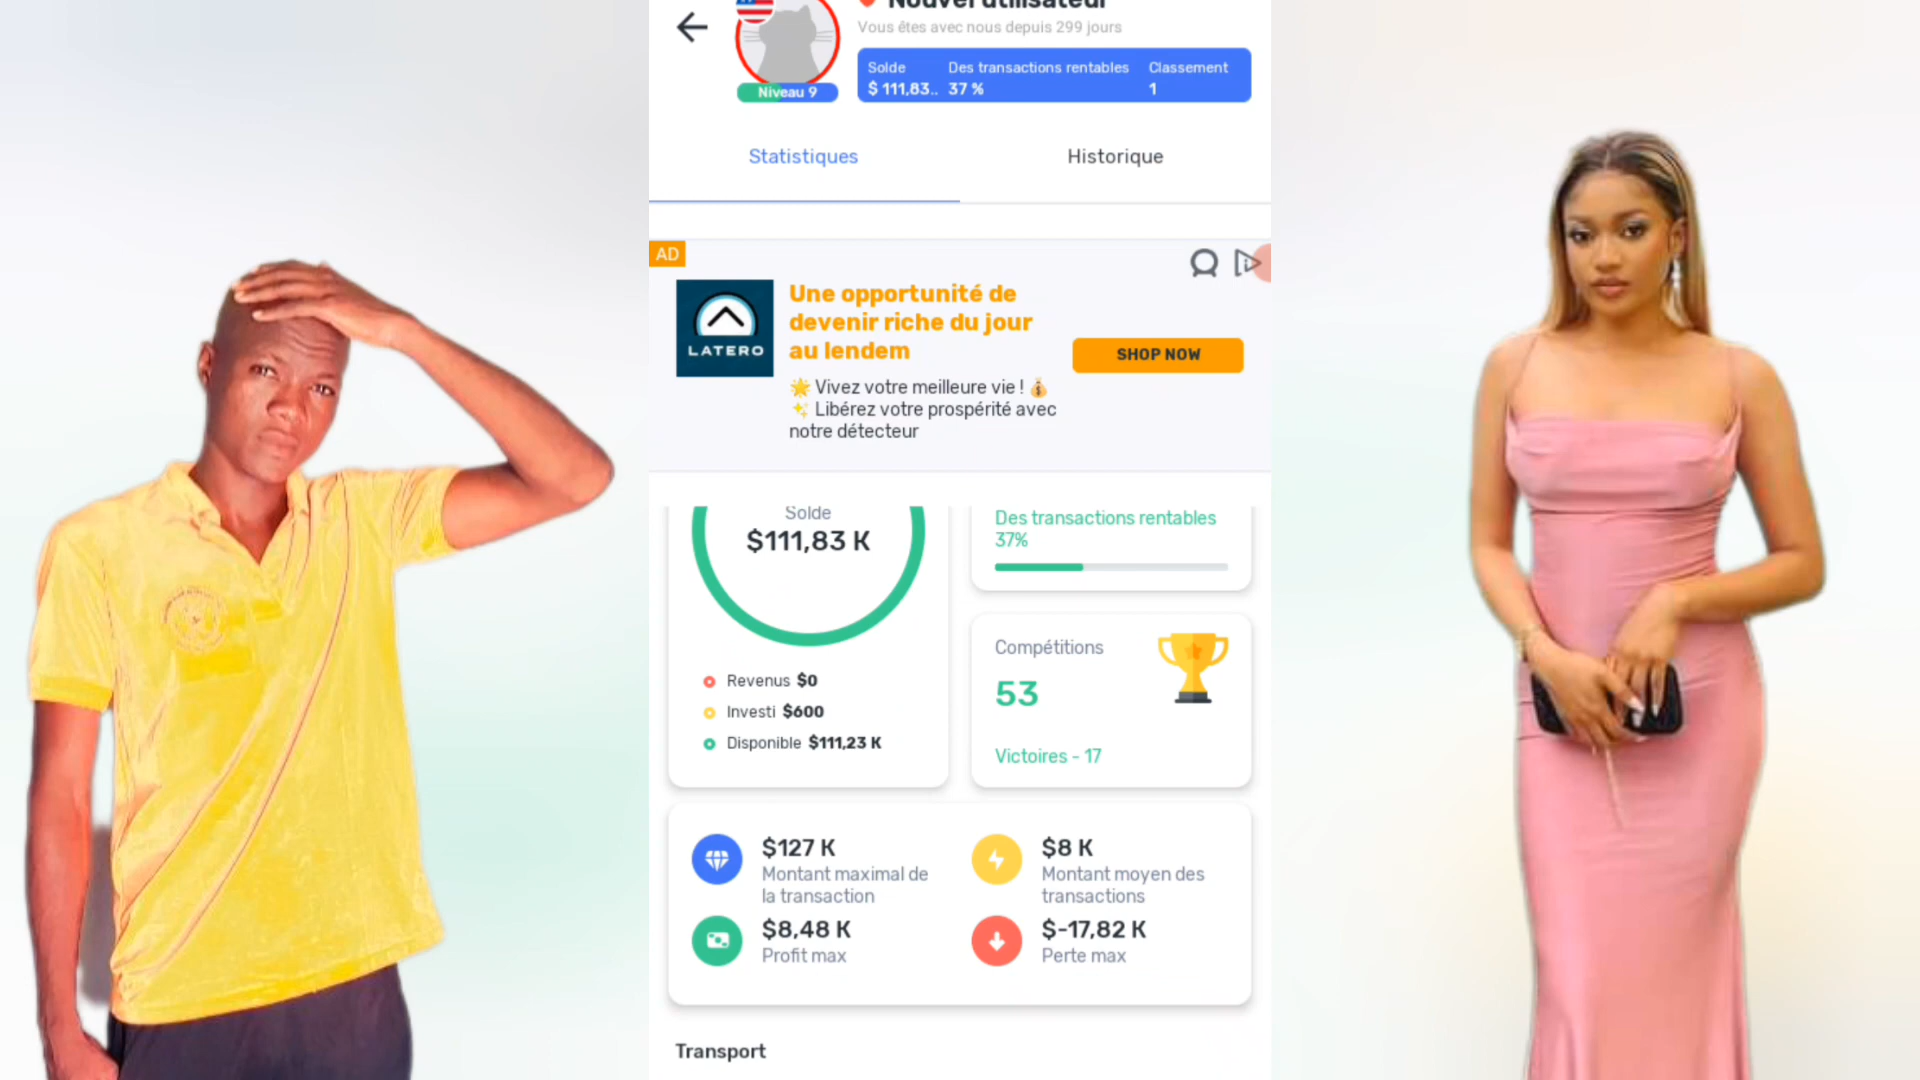 Nouvel utilisateur
Vous êtes avec nous depuis 299 jours
Solde Des transactions rentables Classement
$ 111,83.. 37 % 1
Niveau 9
Statistiques Historique
AD
LATERO
Une opportunité de
devenir riche du jour
au lendem
SHOP NOW
🌟 Vivez votre meilleure vie ! 💰
✨ Libérez votre prospérité avec
notre détecteur
Solde
$111,83 K
Revenus $0
Investi $600
Disponible $111,23 K
Des transactions rentables
37%
Compétitions
53
Victoires - 17
$127 K
Montant maximal de
la transaction
$8 K
Montant moyen des
transactions
$8,48 K
Profit max
$-17,82 K
Perte max
Transport